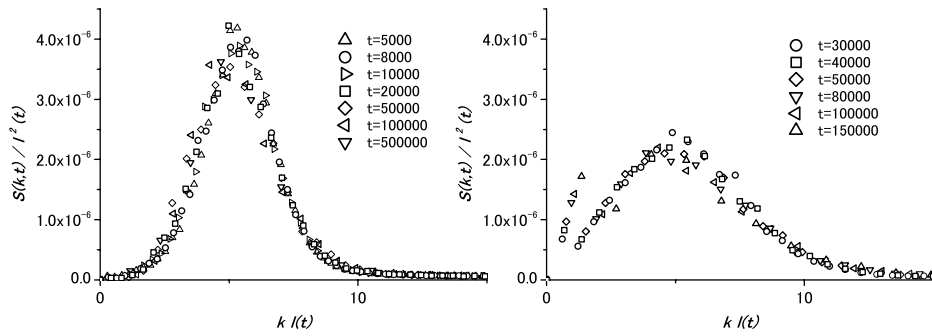 S(k,t) / l²(t)
4.0x10⁻⁶
3.0x10⁻⁶
2.0x10⁻⁶
1.0x10⁻⁶
0.0
0
10
k l(t)
t=5000
t=8000
t=10000
t=20000
t=50000
t=100000
t=500000
S(k,t) / l²(t)
4.0x10⁻⁶
3.0x10⁻⁶
2.0x10⁻⁶
1.0x10⁻⁶
0.0
0
10
k l(t)
t=30000
t=40000
t=50000
t=80000
t=100000
t=150000